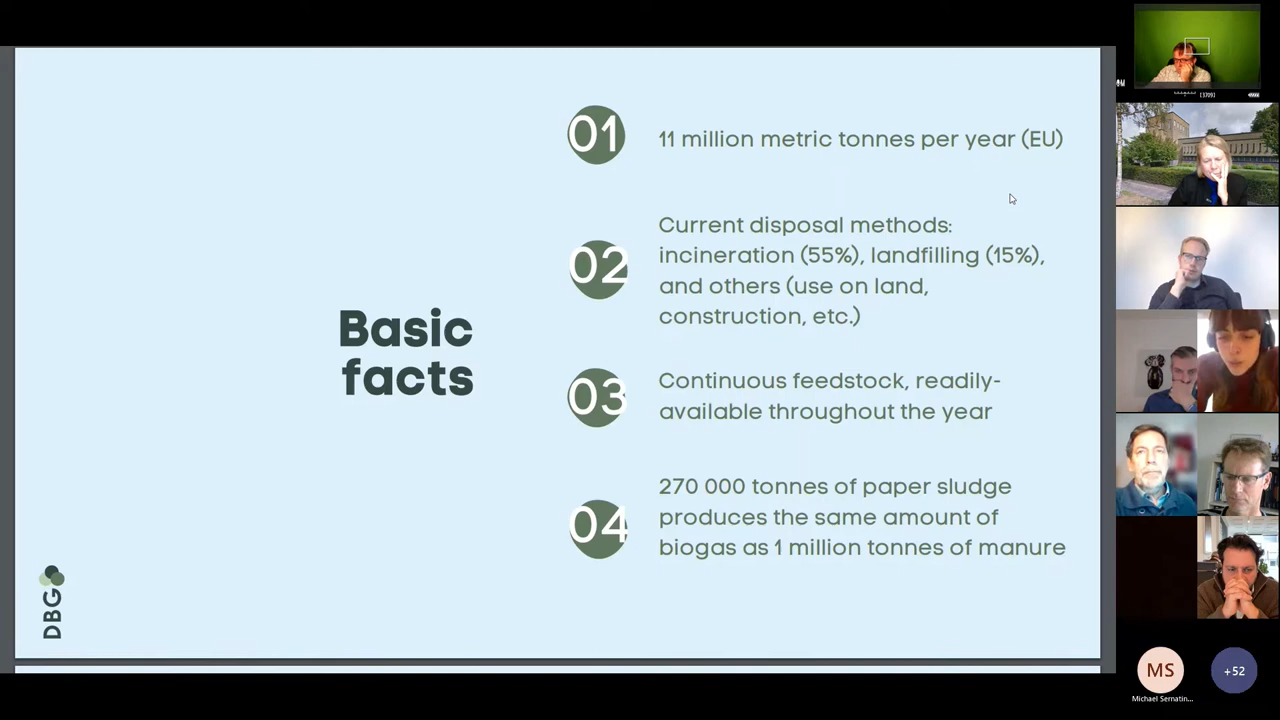 01
11 million metric tonnes per year (EU)
02
Current disposal methods:
incineration (55%), landfilling (15%),
and others (use on land,
construction, etc.)
Basic
facts
03
Continuous feedstock, readily-
available throughout the year
04
270 000 tonnes of paper sludge
produces the same amount of
biogas as 1 million tonnes of manure
DBG
MS
Michael Sernatin...
+52